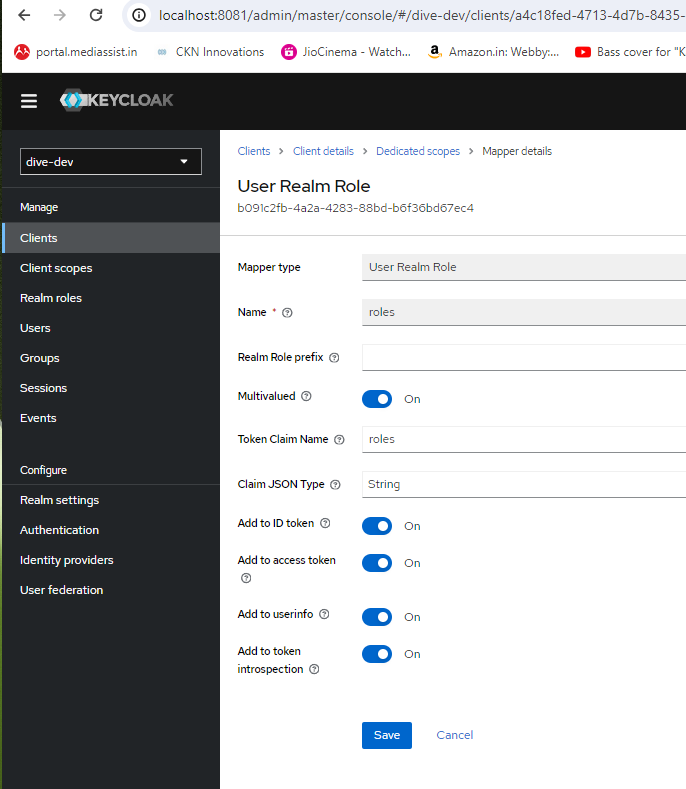 localhost:8081/admin/master/console/#/dive-dev/clients/a4c18fed-4713-4d7b-8435-
portal.mediassist.in CKN Innovations JioCinema - Watch... Amazon.in: Webby:... Bass cover for "K
KEYCLOAK
dive-dev
Manage
Clients
Client scopes
Realm roles
Users
Groups
Sessions
Events
Configure
Realm settings
Authentication
Identity providers
User federation
Clients > Client details > Dedicated scopes > Mapper details
User Realm Role
b091c2fb-4a2a-4283-88bd-b6f36bd67ec4
Mapper type User Realm Role
Name * roles
Realm Role prefix
Multivalued On
Token Claim Name roles
Claim JSON Type String
Add to ID token On
Add to access token On
Add to userinfo On
Add to token
introspection On
Save Cancel